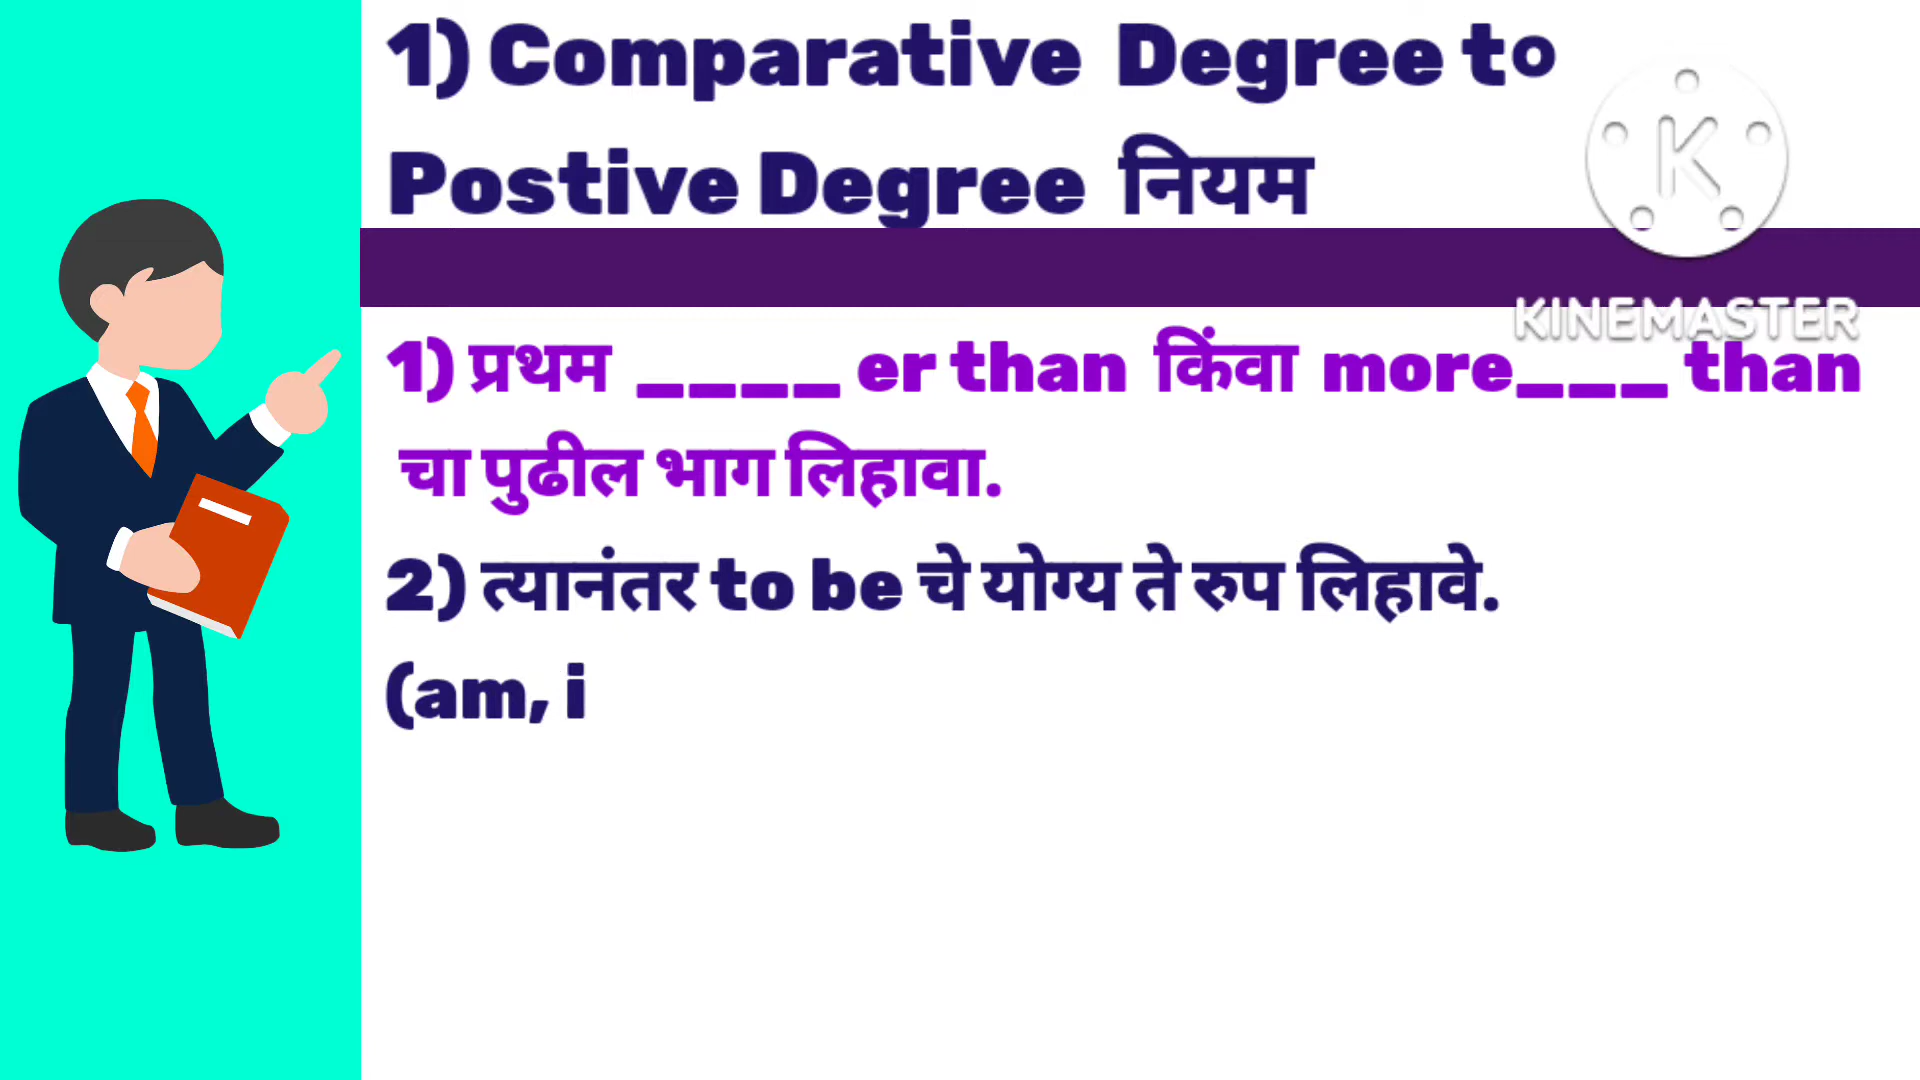 1) Comparative Degree to
Postive Degree नियम
KINEMASTER
1) प्रथम ____ er than किंवा more___ than
चा पुढील भाग लिहावा.
2) त्यानंतर to be चे योग्य ते रुप लिहावे.
(am, i